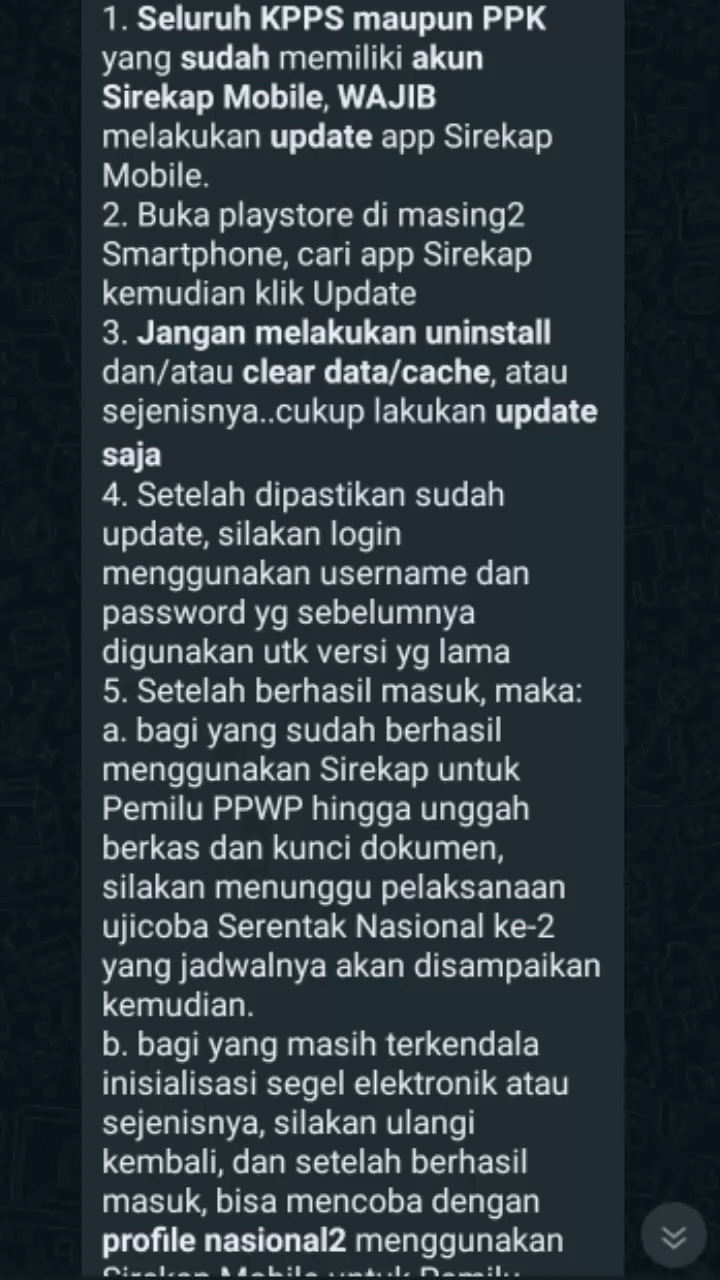 1. Seluruh KPPS maupun PPK
yang sudah memiliki akun
Sirekap Mobile, WAJIB
melakukan update app Sirekap
Mobile.
2. Buka playstore di masing2
Smartphone, cari app Sirekap
kemudian klik Update
3. Jangan melakukan uninstall
dan/atau clear data/cache, atau
sejenisnya..cukup lakukan update
saja
4. Setelah dipastikan sudah
update, silakan login
menggunakan username dan
password yg sebelumnya
digunakan utk versi yg lama
5. Setelah berhasil masuk, maka:
a. bagi yang sudah berhasil
menggunakan Sirekap untuk
Pemilu PPWP hingga unggah
berkas dan kunci dokumen,
silakan menunggu pelaksanaan
ujicoba Serentak Nasional ke-2
yang jadwalnya akan disampaikan
kemudian.
b. bagi yang masih terkendala
inisialisasi segel elektronik atau
sejenisnya, silakan ulangi
kembali, dan setelah berhasil
masuk, bisa mencoba dengan
profile nasional2 menggunakan
Sirekap Mobile untuk Pemilu